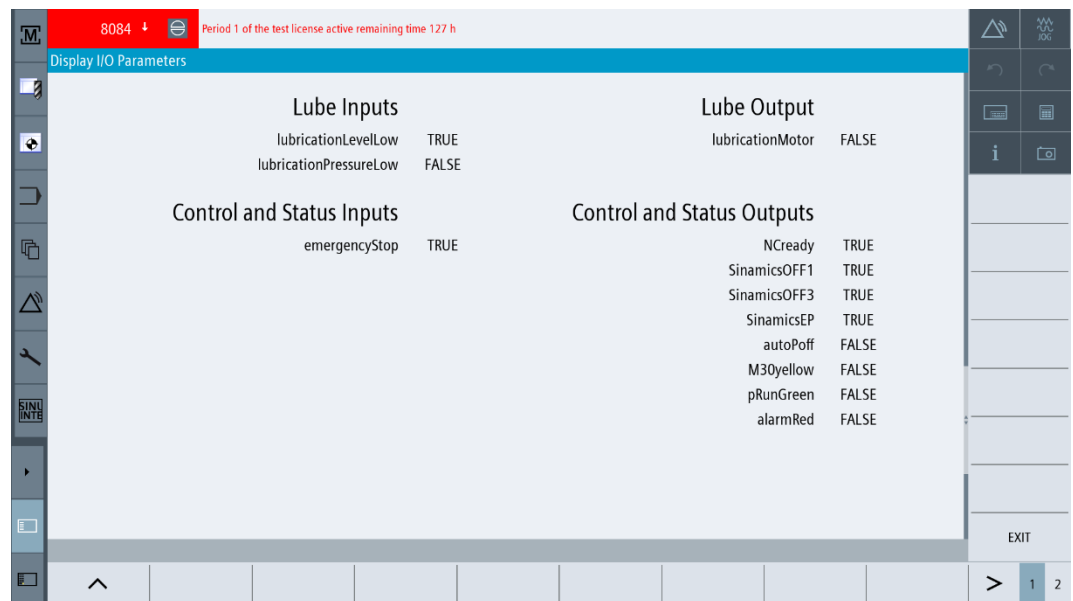 M
8084
Period 1 of the test license active remaining time 127 h
JOG
Display I/O Parameters
Lube Inputs
lubricationLevelLow TRUE
lubricationPressureLow FALSE
Lube Output
lubricationMotor FALSE
Control and Status Inputs
emergencyStop TRUE
Control and Status Outputs
NCready TRUE
SinamicsOFF1 TRUE
SinamicsOFF3 TRUE
SinamicsEP TRUE
autoPoff FALSE
M30yellow FALSE
pRunGreen FALSE
alarmRed FALSE
SINU
INTE
i
EXIT
> 1 2